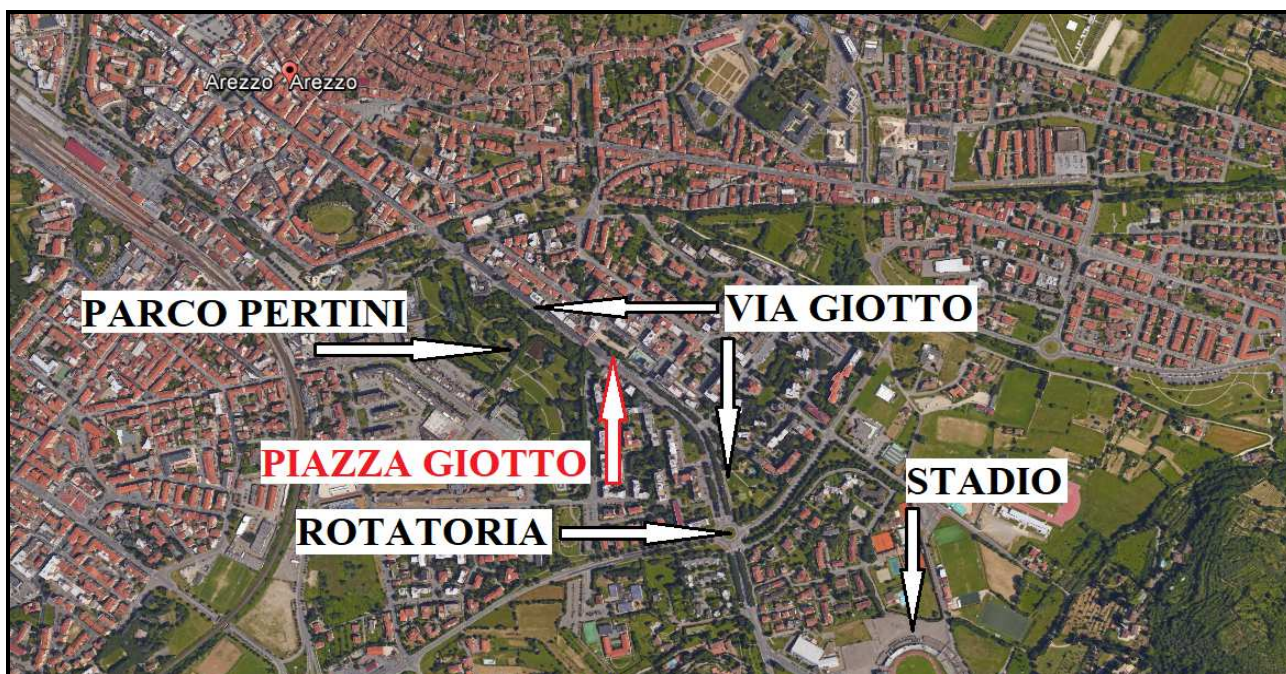 Arezzo Arezzo
PARCO PERTINI
VIA GIOTTO
PIAZZA GIOTTO
STADIO
ROTATORIA